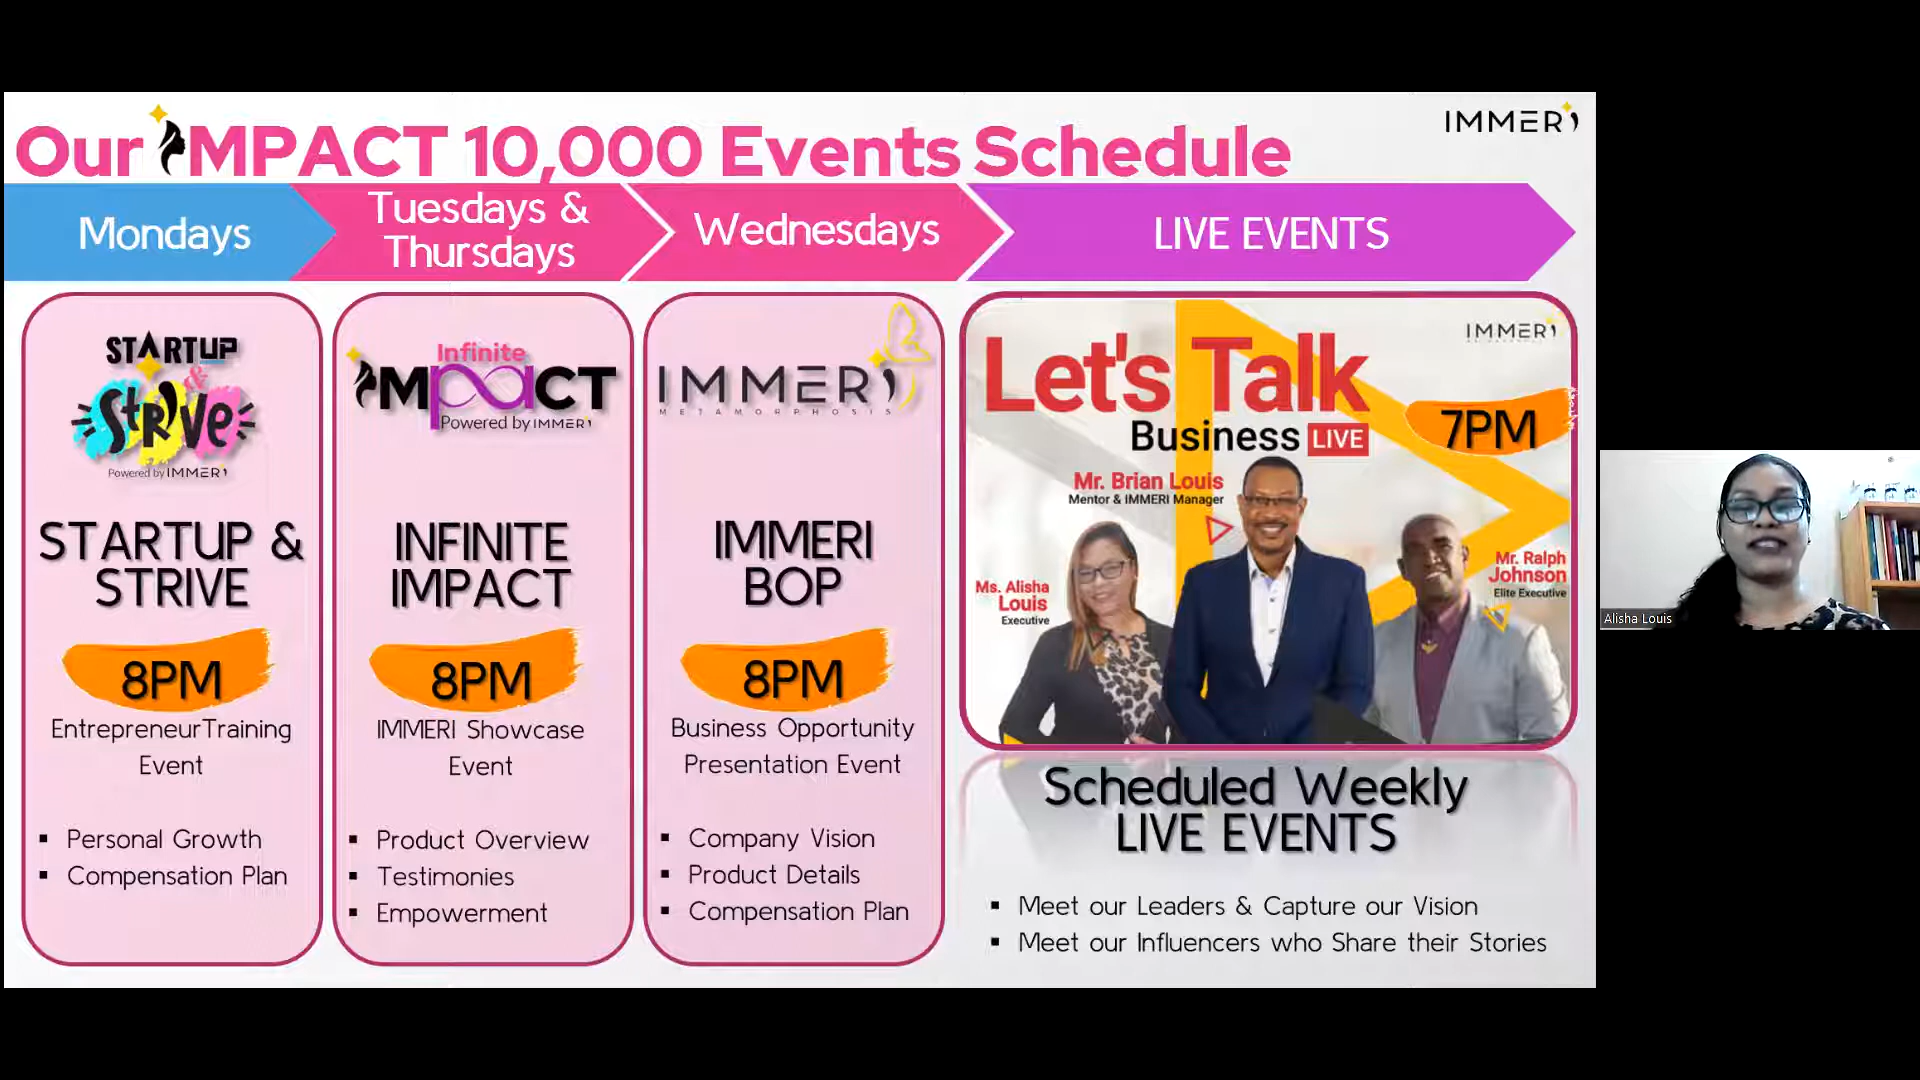 Our iMPACT 10,000 Events Schedule
IMMERI
Mondays
Tuesdays &
Thursdays
Wednesdays
LIVE EVENTS
STARTUP
&
STRIVE
Powered by IMMERI
STARTUP &
STRIVE
8PM
EntrepreneurTraining
Event
▪ Personal Growth
▪ Compensation Plan
Infinite
iMPACT
Powered by IMMERI
INFINITE
IMPACT
8PM
IMMERI Showcase
Event
▪ Product Overview
▪ Testimonies
▪ Empowerment
IMMERI
METAMORPHOSIS
IMMERI
BOP
8PM
Business Opportunity
Presentation Event
▪ Company Vision
▪ Product Details
▪ Compensation Plan
IMMERI
Let's Talk
Business LIVE
7PM
Mr. Brian Louis
Mentor & IMMERI Manager
Ms. Alisha
Louis
Executive
Mr. Ralph
Johnson
Elite Executive
Scheduled Weekly
LIVE EVENTS
▪ Meet our Leaders & Capture our Vision
▪ Meet our Influencers who Share their Stories
Alisha Louis